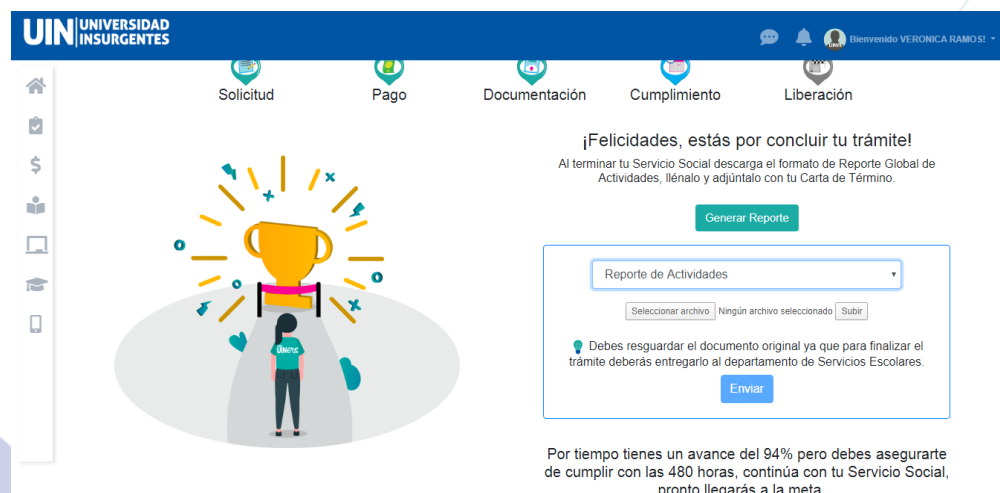 UIN UNIVERSIDAD
INSURGENTES
Bienvenido VERONICA RAMOS!
Solicitud Pago Documentación Cumplimiento Liberación
¡Felicidades, estás por concluir tu trámite!
Al terminar tu Servicio Social descarga el formato de Reporte Global de
Actividades, llénalo y adjúntalo con tu Carta de Término.
Generar Reporte
Reporte de Actividades
Seleccionar archivo Ningún archivo seleccionado Subir
Debes resguardar el documento original ya que para finalizar el
trámite deberás entregarlo al departamento de Servicios Escolares.
Enviar
UINers
Por tiempo tienes un avance del 94% pero debes asegurarte
de cumplir con las 480 horas, continúa con tu Servicio Social,
pronto llegarás a la meta